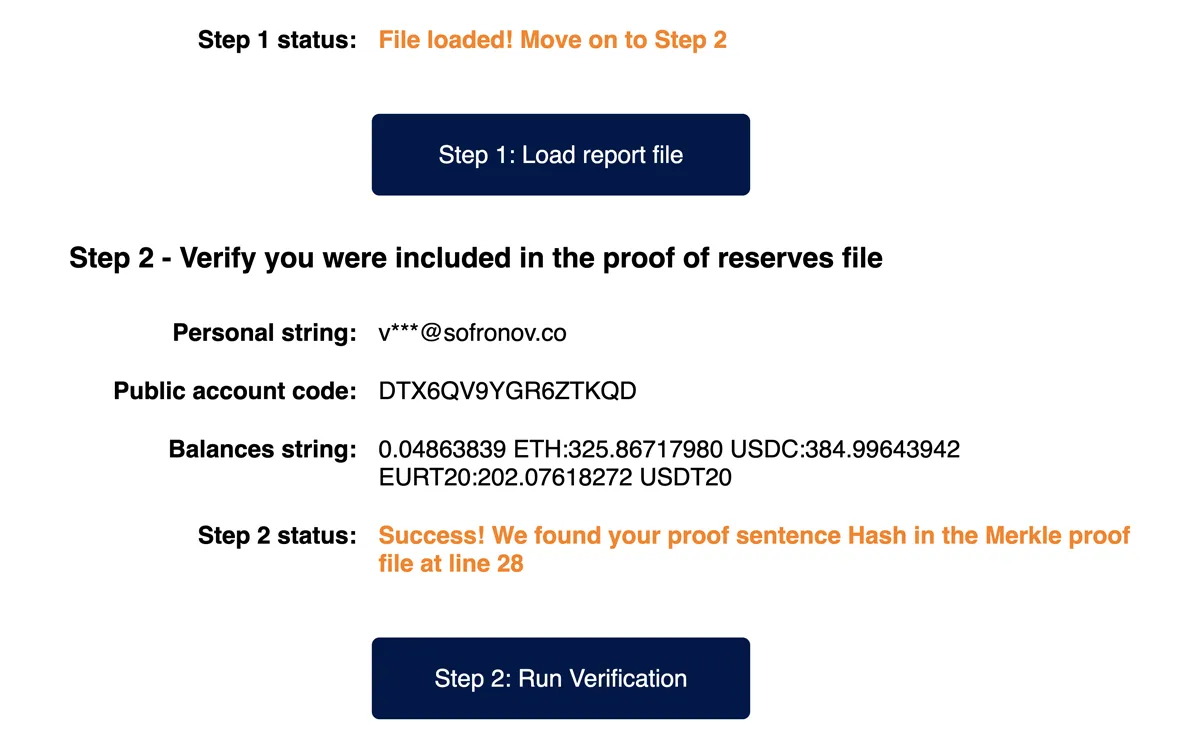 Step 1 status: File loaded! Move on to Step 2
Step 1: Load report file
Step 2 - Verify you were included in the proof of reserves file
Personal string: v***@sofronov.co
Public account code: DTX6QV9YGR6ZTKQD
Balances string: 0.04863839 ETH:325.86717980 USDC:384.99643942
EURT20:202.07618272 USDT20
Step 2 status: Success! We found your proof sentence Hash in the Merkle proof
file at line 28
Step 2: Run Verification